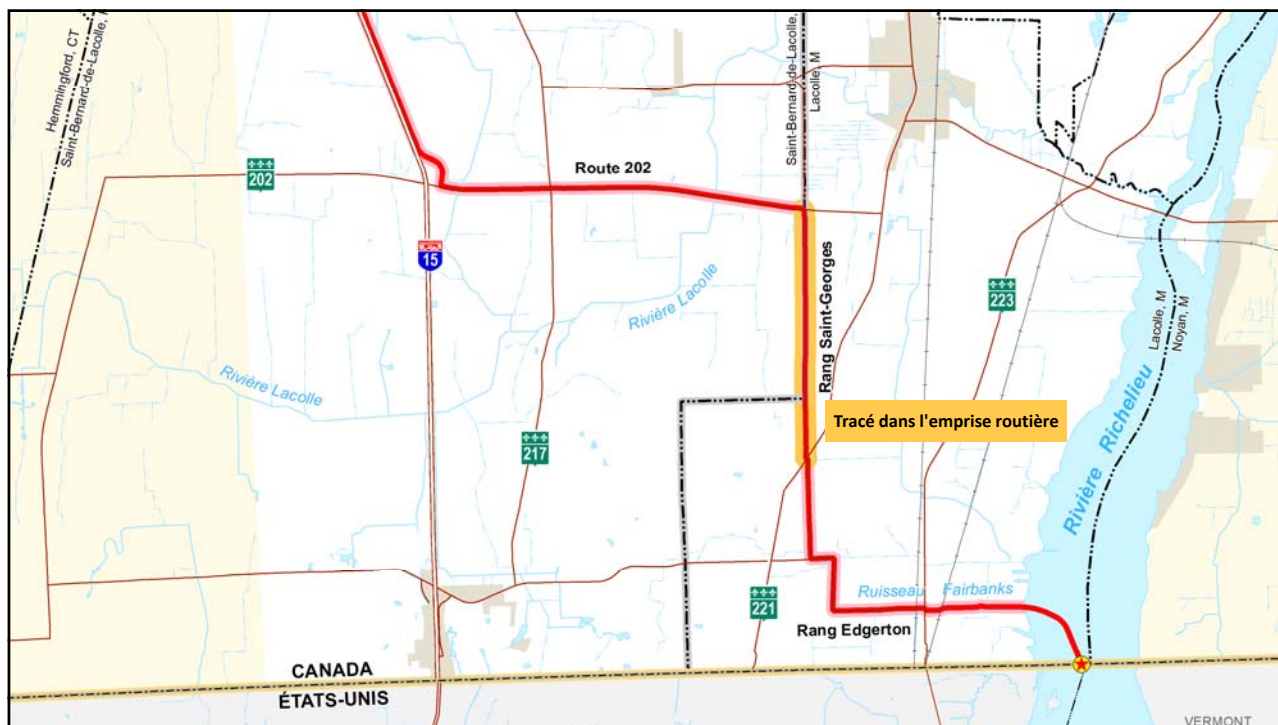 Hemmingford, CT
Saint-Bernard-de-Lacolle,
Saint-Bernard-de-Lacolle,
Lacolle, M
Route 202
202
15
Rivière Lacolle
Rang Saint-Georges
223
Lacolle, M
Noyan, M
Rivière Lacolle
Tracé dans l'emprise routière
217
Rivière Richelieu
Ruisseau Fairbanks
221
Rang Edgerton
CANADA
ÉTATS-UNIS
VERMONT